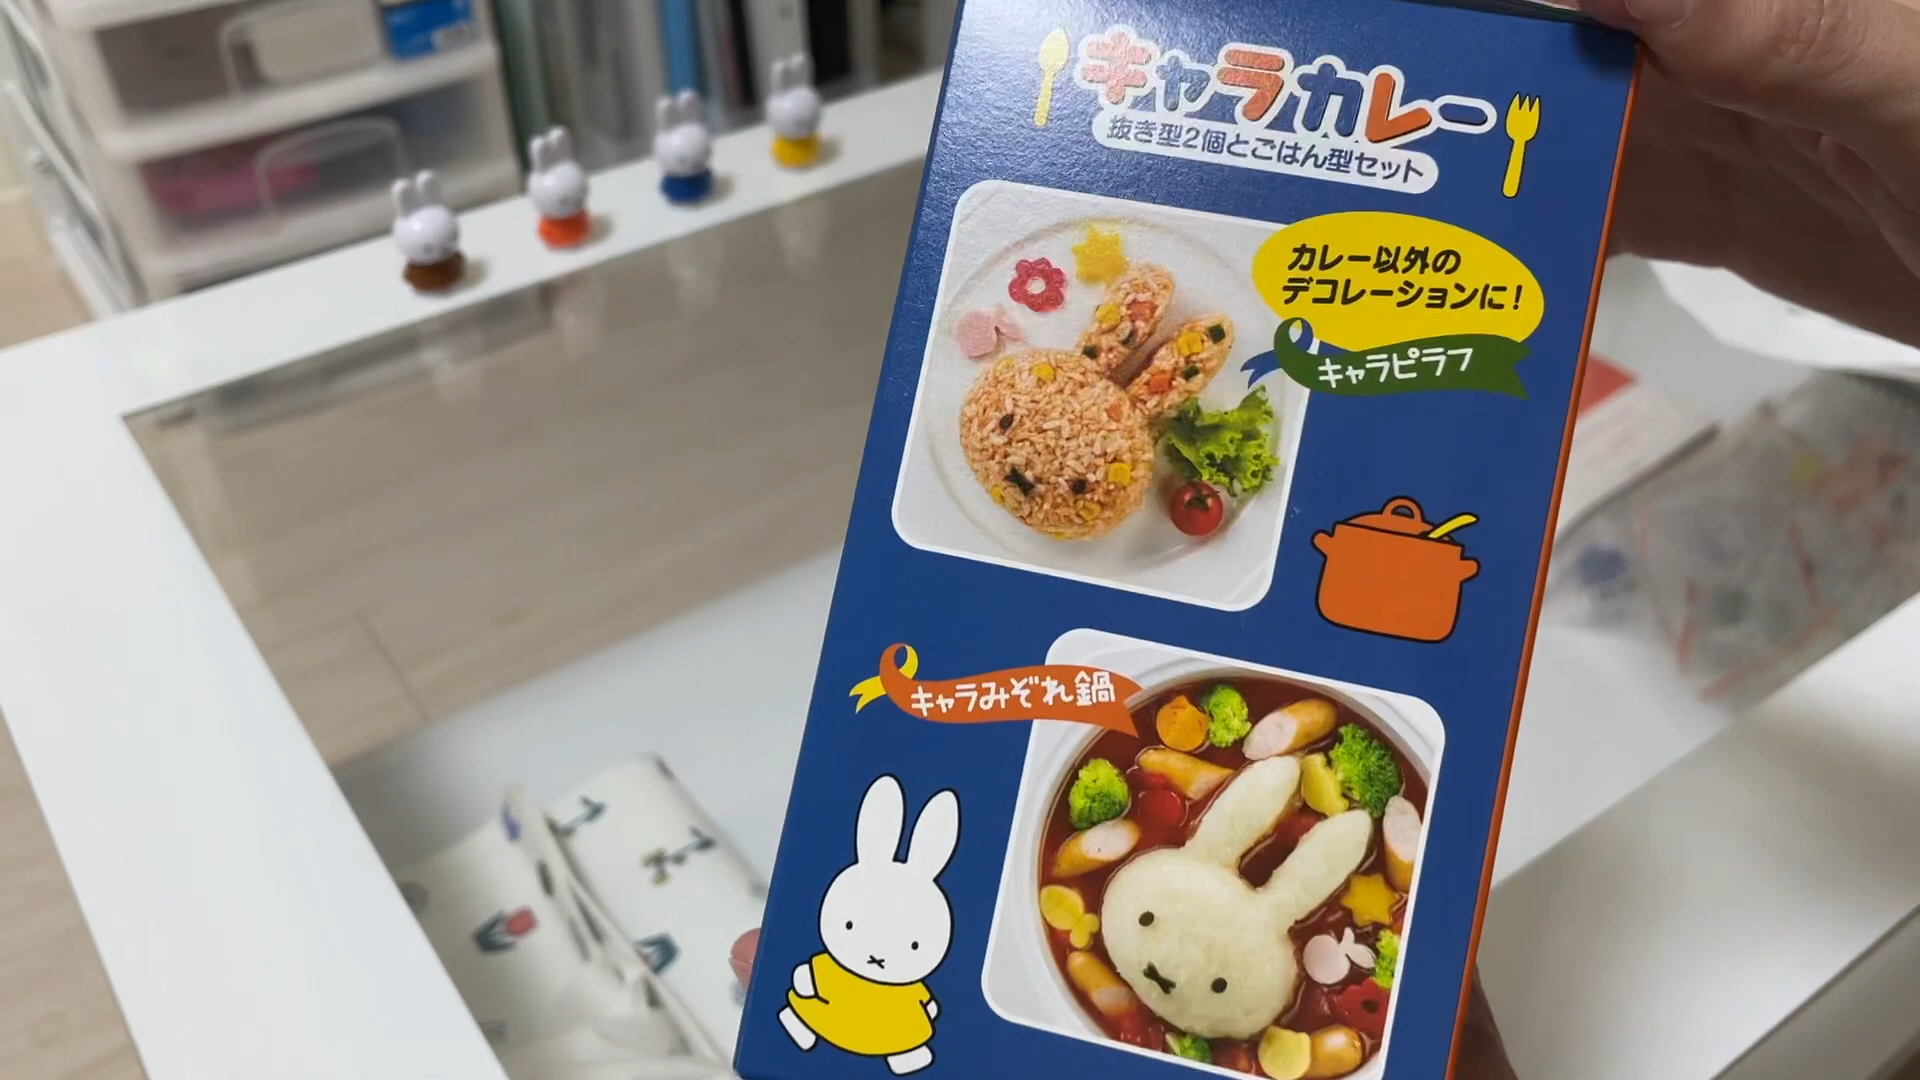 キャラカレー
抜き型2個とごはん型セット
カレー以外の
デコレーションに!
キャラピラフ
キャラみぞれ鍋